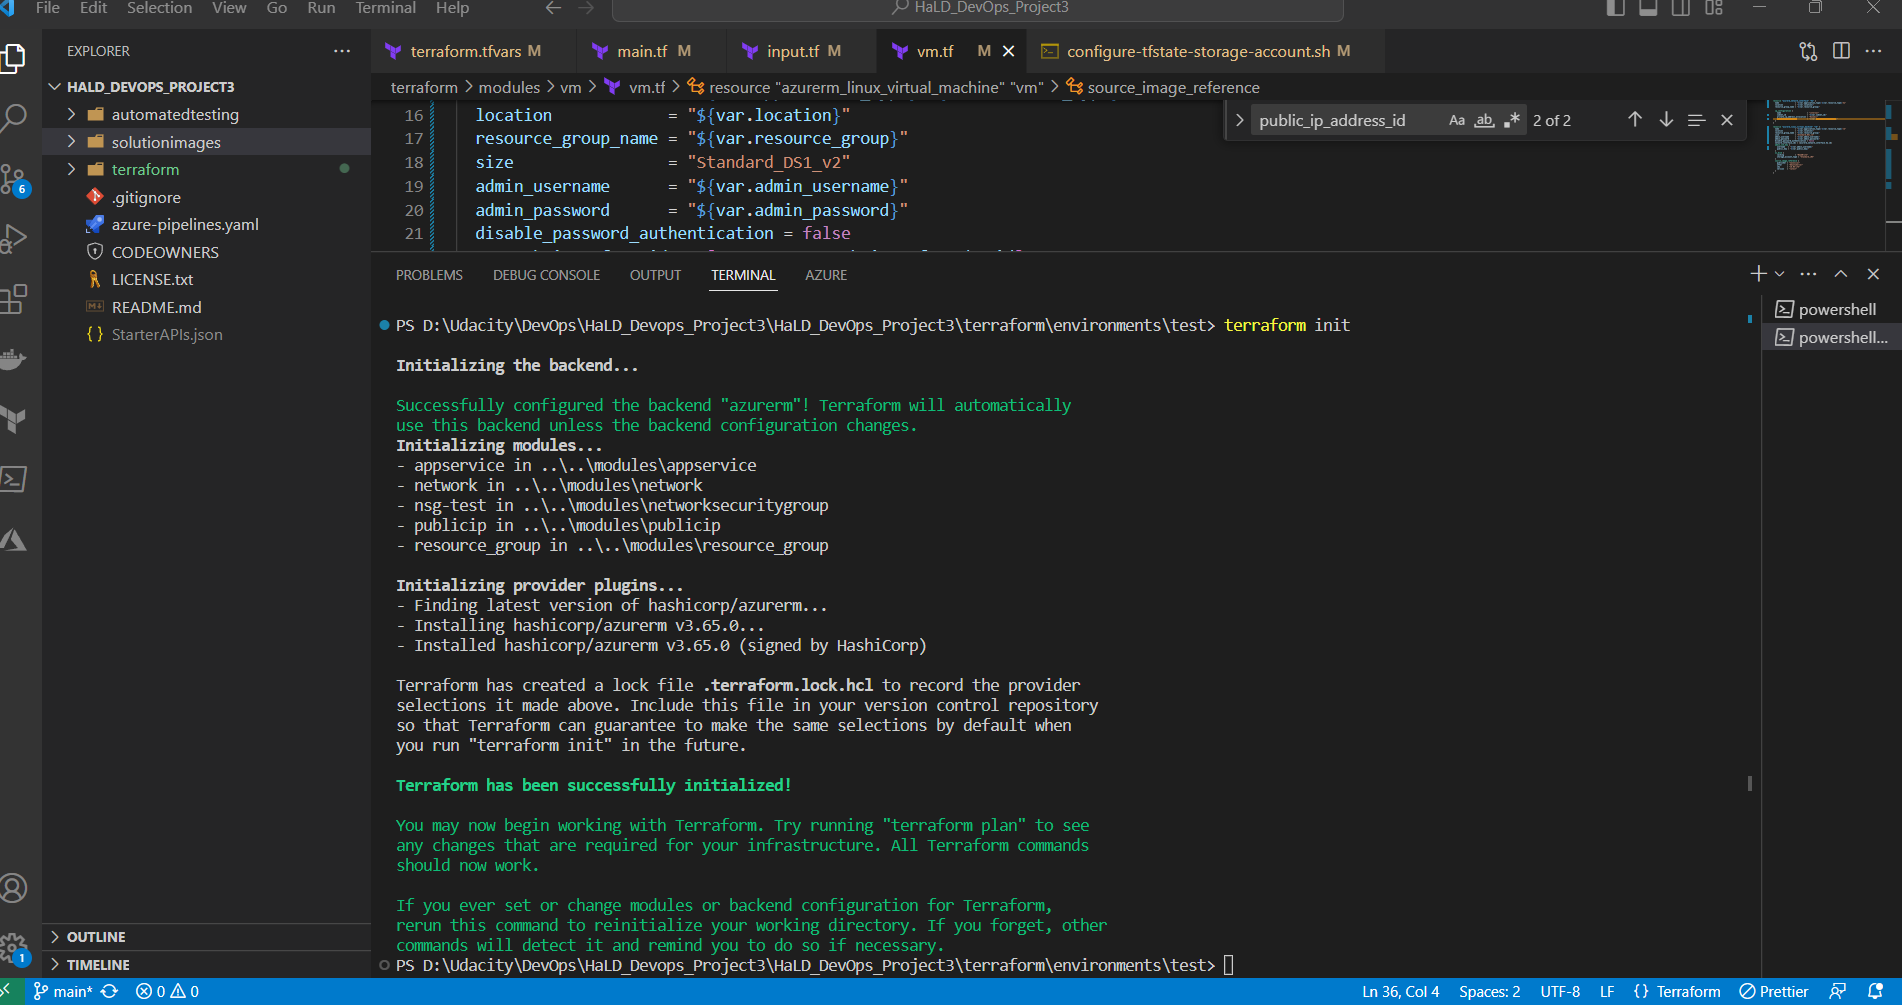 File Edit Selection View Go Run Terminal Help
HaLD_DevOps_Project3
EXPLORER
HALD_DEVOPS_PROJECT3
automatedtesting
solutionimages
terraform
.gitignore
azure-pipelines.yaml
CODEOWNERS
LICENSE.txt
README.md
StarterAPIs.json
OUTLINE
TIMELINE
6
1
terraform.tfvars M
main.tf M
input.tf M
vm.tf M
configure-tfstate-storage-account.sh M
terraform > modules > vm > vm.tf > resource "azurerm_linux_virtual_machine" "vm" > source_image_reference
public_ip_address_id Aa ab 2 of 2
16 location = "${var.location}"
17 resource_group_name = "${var.resource_group}"
18 size = "Standard_DS1_v2"
19 admin_username = "${var.admin_username}"
20 admin_password = "${var.admin_password}"
21 disable_password_authentication = false
PROBLEMS DEBUG CONSOLE OUTPUT TERMINAL AZURE
powershell
powershell...
PS D:\Udacity\DevOps\HaLD_Devops_Project3\HaLD_DevOps_Project3\terraform\environments\test> terraform init
Initializing the backend...
Successfully configured the backend "azurerm"! Terraform will automatically
use this backend unless the backend configuration changes.
Initializing modules...
- appservice in ..\..\modules\appservice
- network in ..\..\modules\network
- nsg-test in ..\..\modules\networksecuritygroup
- publicip in ..\..\modules\publicip
- resource_group in ..\..\modules\resource_group
Initializing provider plugins...
- Finding latest version of hashicorp/azurerm...
- Installing hashicorp/azurerm v3.65.0...
- Installed hashicorp/azurerm v3.65.0 (signed by HashiCorp)
Terraform has created a lock file .terraform.lock.hcl to record the provider
selections it made above. Include this file in your version control repository
so that Terraform can guarantee to make the same selections by default when
you run "terraform init" in the future.
Terraform has been successfully initialized!
You may now begin working with Terraform. Try running "terraform plan" to see
any changes that are required for your infrastructure. All Terraform commands
should now work.
If you ever set or change modules or backend configuration for Terraform,
rerun this command to reinitialize your working directory. If you forget, other
commands will detect it and remind you to do so if necessary.
PS D:\Udacity\DevOps\HaLD_Devops_Project3\HaLD_DevOps_Project3\terraform\environments\test>
main* 0 0
Ln 36, Col 4 Spaces: 2 UTF-8 LF {} Terraform Prettier